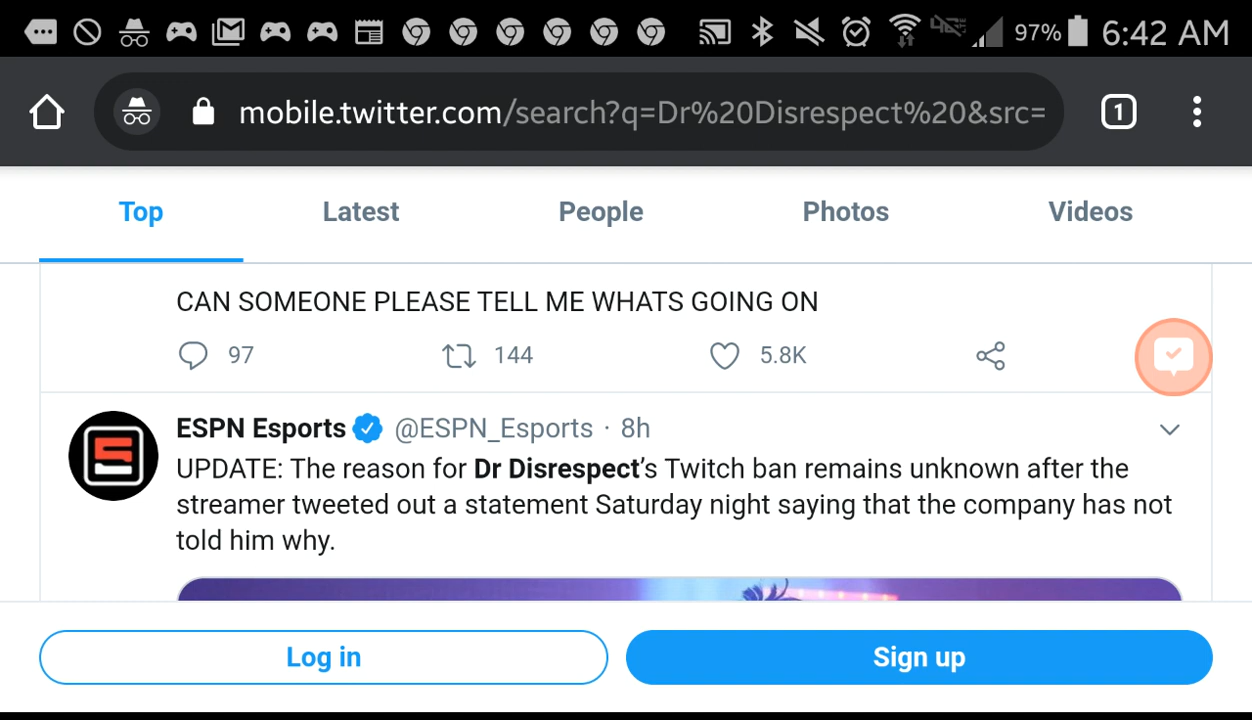 97% 6:42 AM
mobile.twitter.com/search?q=Dr%20Disrespect%20&src=
1
Top Latest People Photos Videos
CAN SOMEONE PLEASE TELL ME WHATS GOING ON
97 144 5.8K
ESPN Esports @ESPN_Esports · 8h
UPDATE: The reason for Dr Disrespect's Twitch ban remains unknown after the
streamer tweeted out a statement Saturday night saying that the company has not
told him why.
Log in Sign up